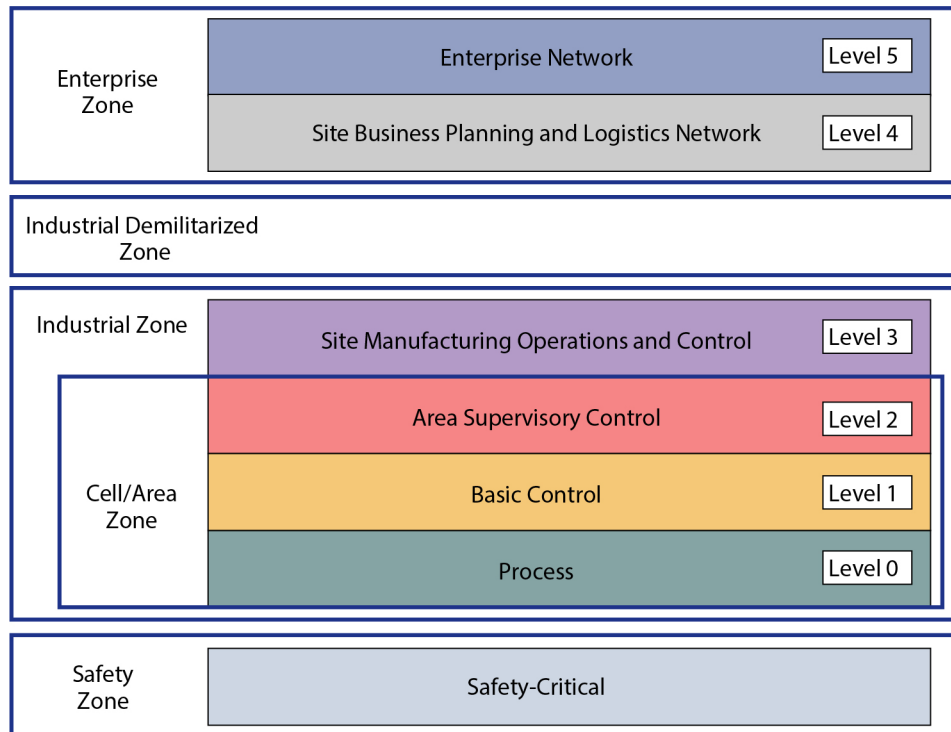 Enterprise
Zone
Enterprise Network
Level 5
Site Business Planning and Logistics Network
Level 4
Industrial Demilitarized
Zone
Industrial Zone
Site Manufacturing Operations and Control
Level 3
Cell/Area
Zone
Area Supervisory Control
Level 2
Basic Control
Level 1
Process
Level 0
Safety
Zone
Safety-Critical